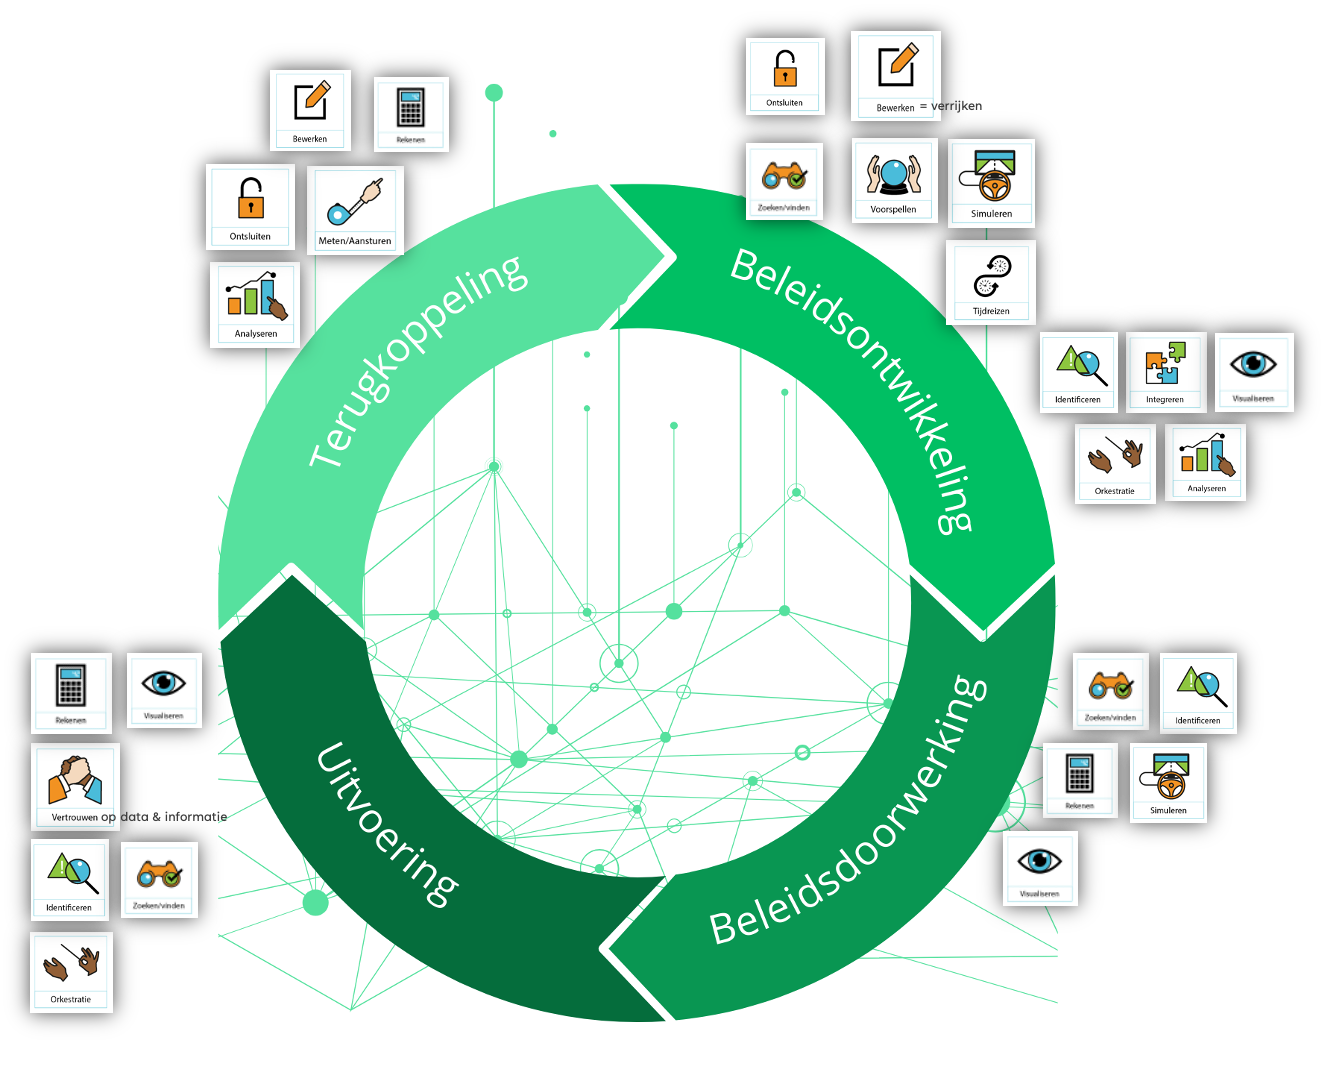 Bewerken
Rekenen
Ontsluiten
Meten/Aansturen
Analyseren
Terugkoppeling
Ontsluiten
Bewerken = verrijken
Zoeken/vinden
Voorspellen
Simuleren
Tijdreizen
Beleidsontwikkeling
Identificeren
Integreren
Visualiseren
Orkestratie
Analyseren
Zoeken/vinden
Identificeren
Rekenen
Simuleren
Visualiseren
Beleidsdoorwerking
Uitvoering
Rekenen
Visualiseren
Vertrouwen op data & informatie
Identificeren
Zoeken/vinden
Orkestratie